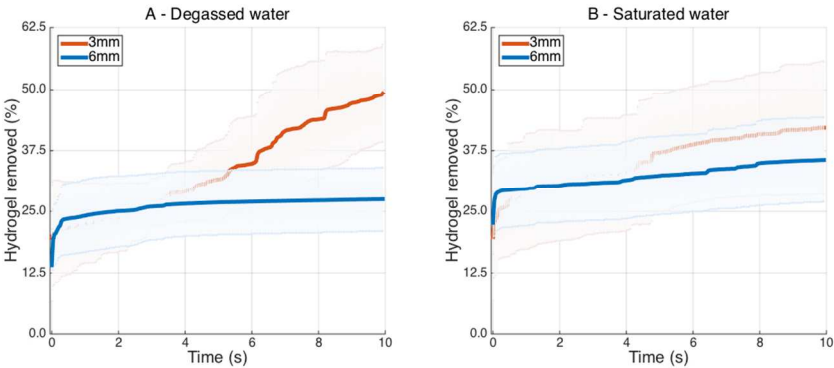 A - Degassed water
62.5
50.0
37.5
25.0
12.5
0.0
Hydrogel removed (%)
3mm
6mm
0 2 4 6 8 10
Time (s)
B - Saturated water
62.5
50.0
37.5
25.0
12.5
0.0
Hydrogel removed (%)
3mm
6mm
0 2 4 6 8 10
Time (s)